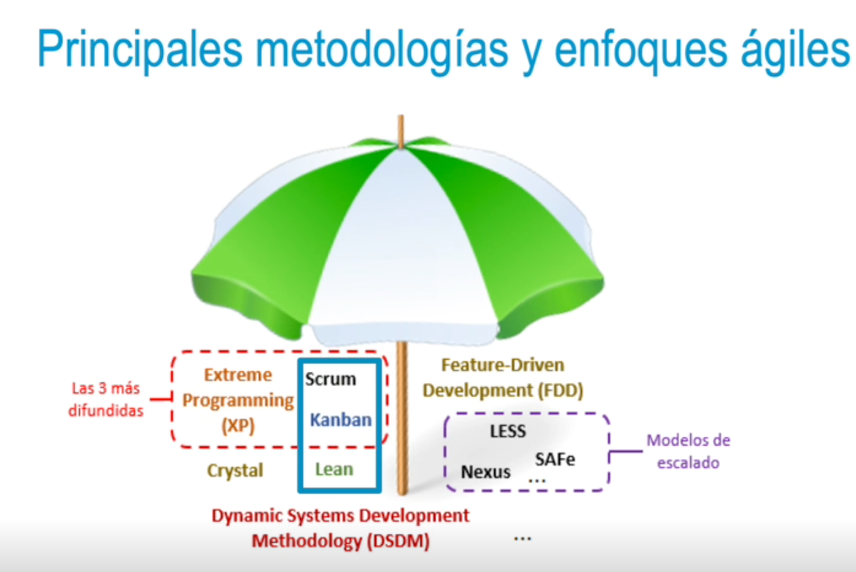 Principales metodologías y enfoques ágiles
Las 3 más
difundidas
Extreme
Programming
(XP)
Scrum
Kanban
Crystal
Lean
Feature-Driven
Development (FDD)
LESS
SAFe
Nexus
...
Modelos de
escalado
Dynamic Systems Development
Methodology (DSDM)
...